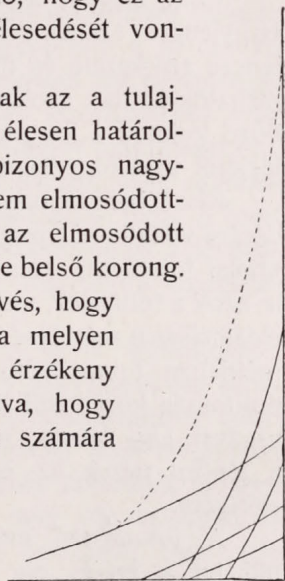 hogy ez az
lesedését von-
ak az a tulaj-
élesen határol-
bizonyos nagy-
em elmosódott-
az elmosódott
e belső korong.
vés, hogy
a melyen
érzékeny
va, hogy
számára